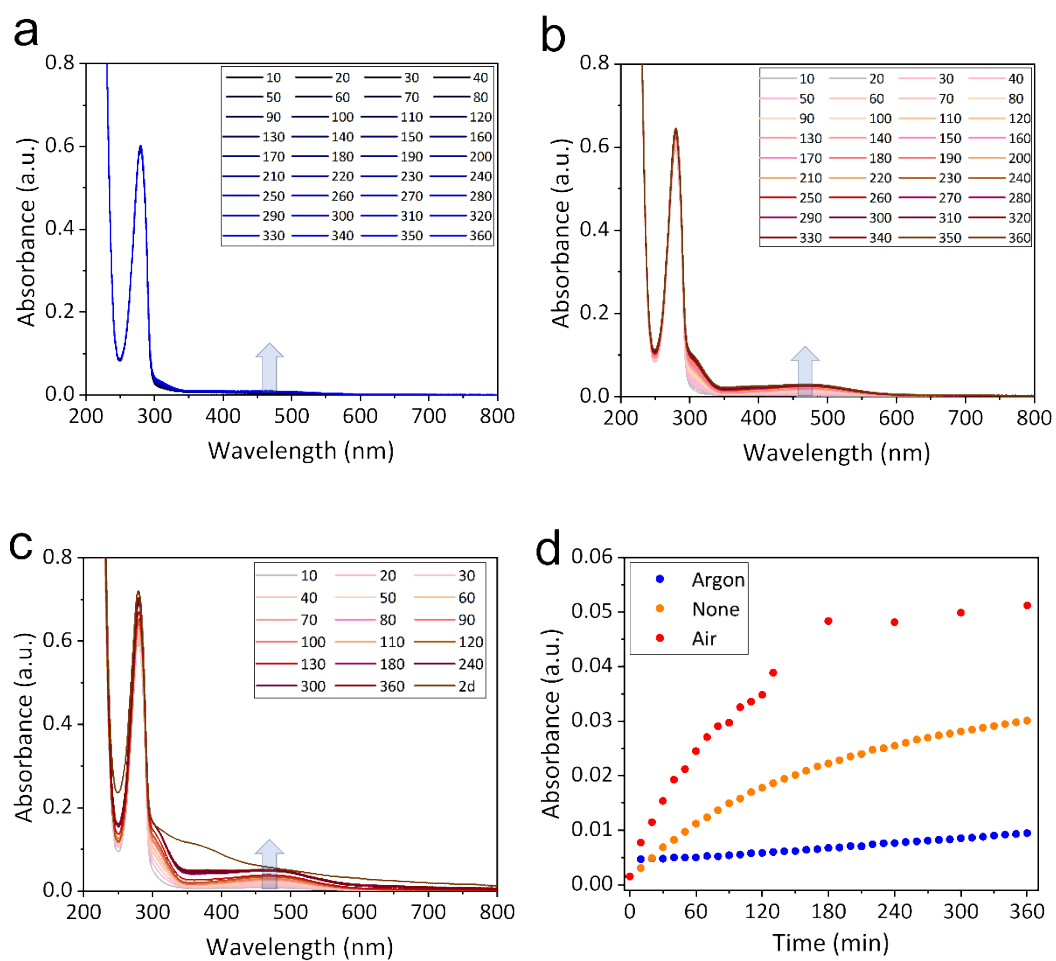 a
0.8
0.6
0.4
0.2
0.0
Absorbance (a.u.)
10 20 30 40
50 60 70 80
90 100 110 120
130 140 150 160
170 180 190 200
210 220 230 240
250 260 270 280
290 300 310 320
330 340 350 360
200 300 400 500 600 700 800
Wavelength (nm)
b
0.8
0.6
0.4
0.2
0.0
Absorbance (a.u.)
10 20 30 40
50 60 70 80
90 100 110 120
130 140 150 160
170 180 190 200
210 220 230 240
250 260 270 280
290 300 310 320
330 340 350 360
200 300 400 500 600 700 800
Wavelength (nm)
c
0.8
0.6
0.4
0.2
0.0
Absorbance (a.u.)
10 20 30
40 50 60
70 80 90
100 110 120
130 180 240
300 360 2d
200 300 400 500 600 700 800
Wavelength (nm)
d
0.06
0.05
0.04
0.03
0.02
0.01
0.00
Absorbance (a.u.)
Argon
None
Air
0 60 120 180 240 300 360
Time (min)